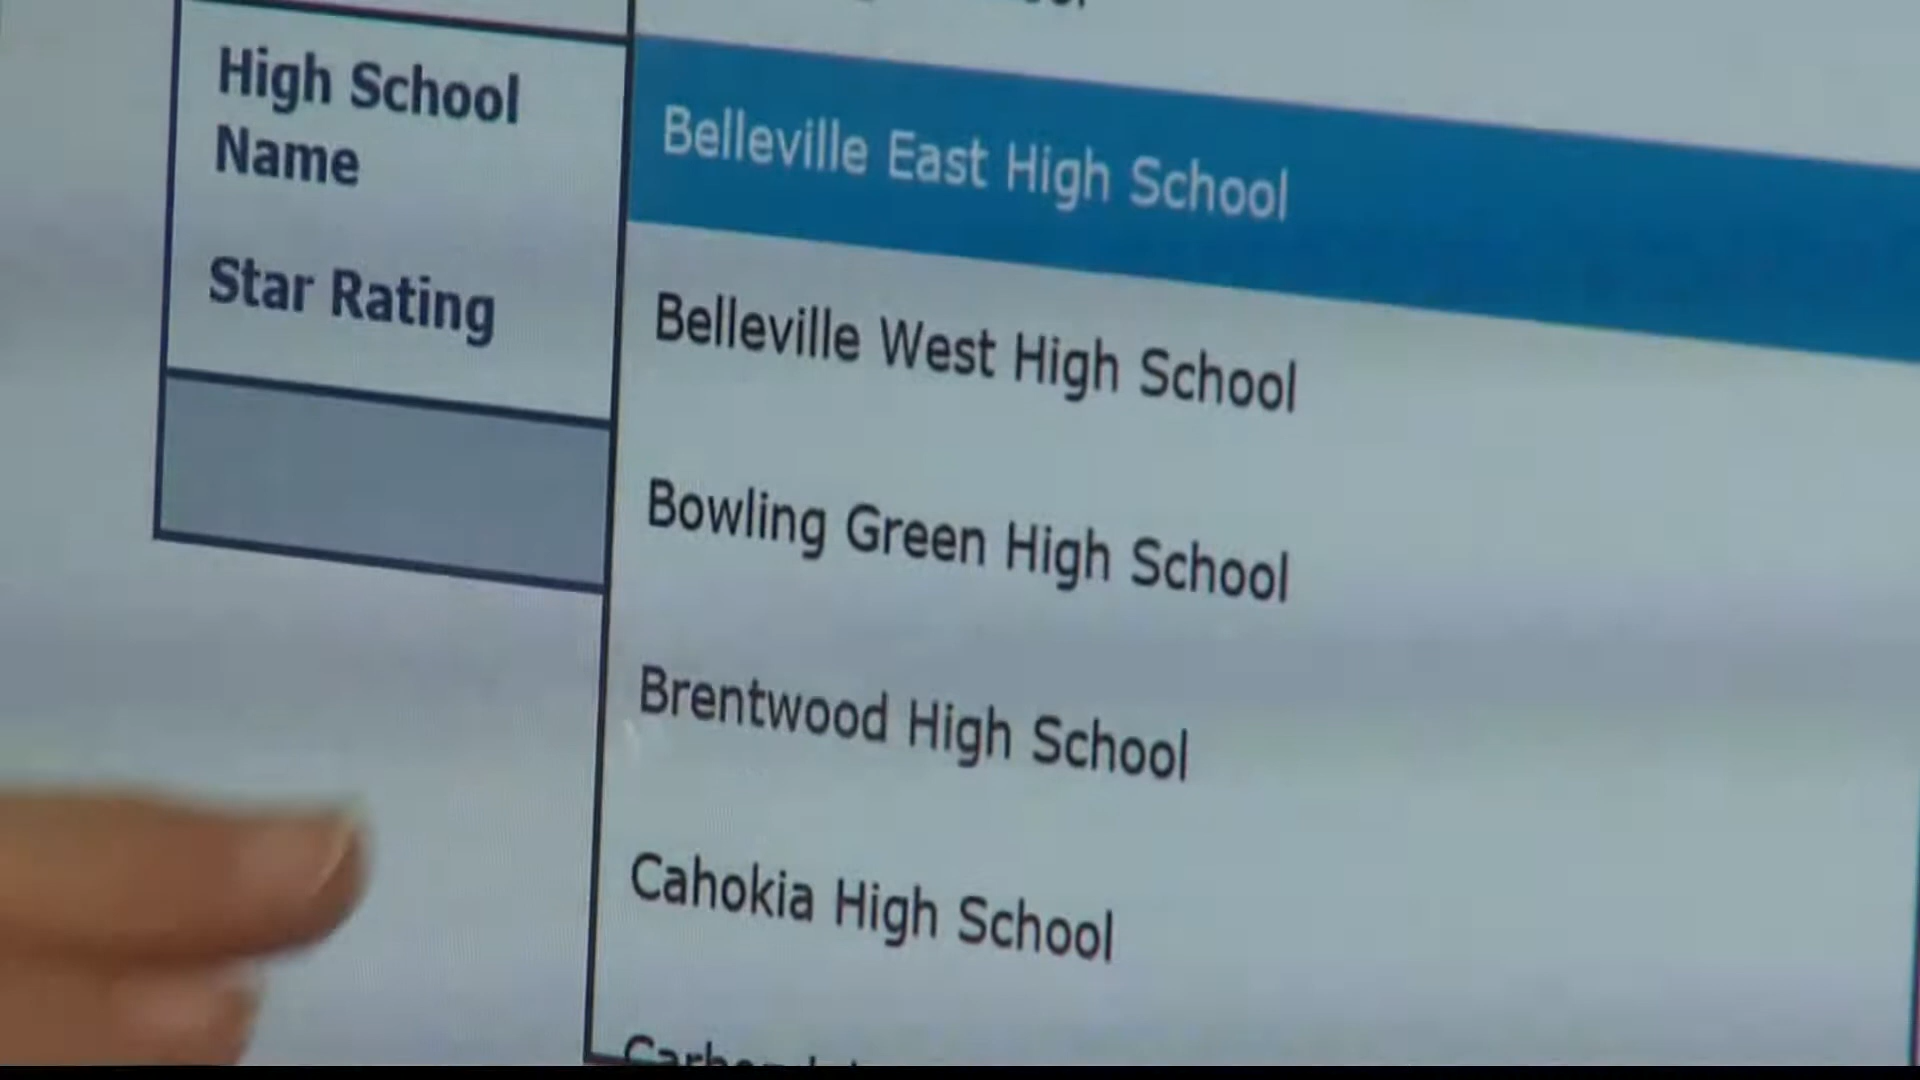 High School
Name
Star Rating
Belleville East High School
Belleville West High School
Bowling Green High School
Brentwood High School
Cahokia High School